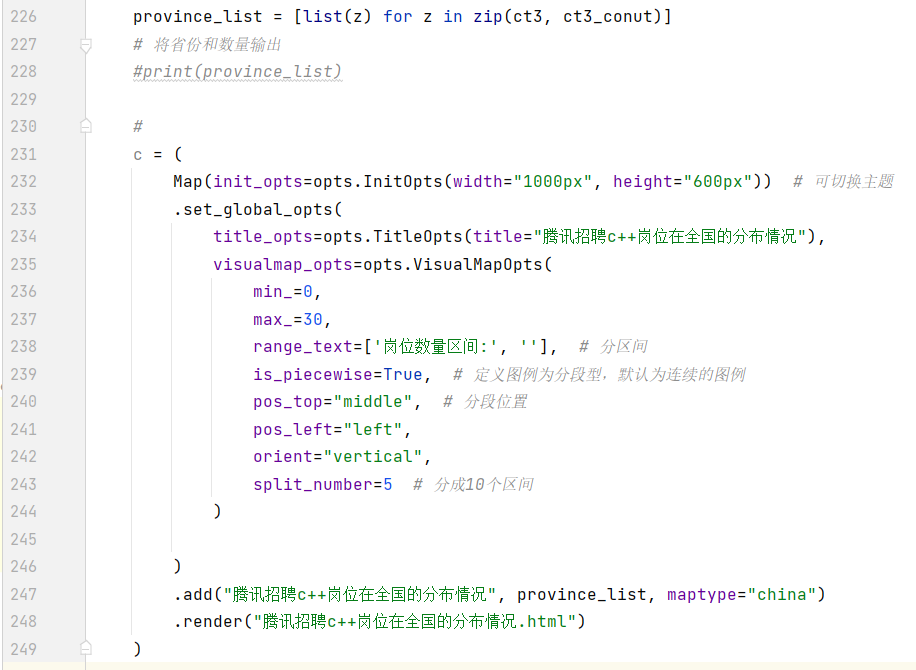 226 province_list = [list(z) for z in zip(ct3, ct3_conut)]
227 # 将省份和数量输出
228 #print(province_list)
229
230 #
231 c = (
232 Map(init_opts=opts.InitOpts(width="1000px", height="600px")) # 可切换主题
233 .set_global_opts(
234 title_opts=opts.TitleOpts(title="腾讯招聘c++岗位在全国的分布情况"),
235 visualmap_opts=opts.VisualMapOpts(
236 min_=0,
237 max_=30,
238 range_text=['岗位数量区间:', ''], # 分区间
239 is_piecewise=True, # 定义图例为分段型，默认为连续的图例
240 pos_top="middle", # 分段位置
241 pos_left="left",
242 orient="vertical",
243 split_number=5 # 分成10个区间
244 )
245
246 )
247 .add("腾讯招聘c++岗位在全国的分布情况", province_list, maptype="china")
248 .render("腾讯招聘c++岗位在全国的分布情况.html")
249 )